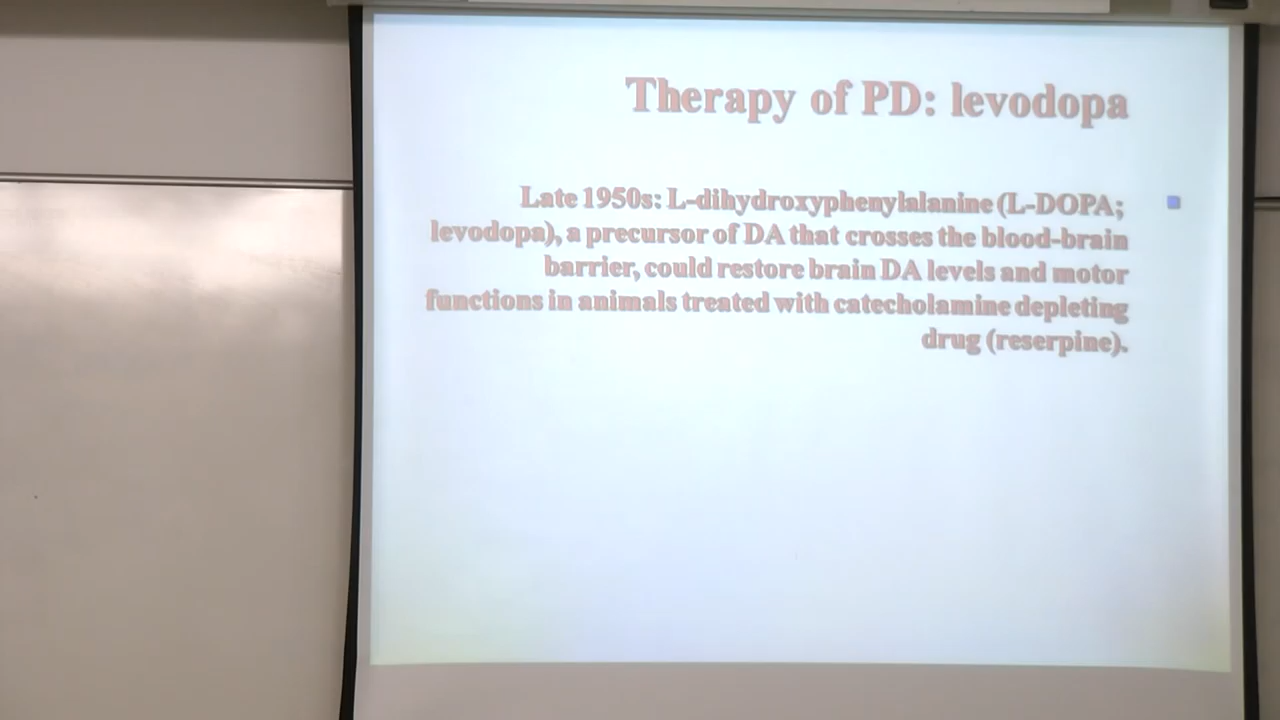 Therapy of PD: levodopa
Late 1950s: L-dihydroxyphenylalanine (L-DOPA;
levodopa), a precursor of DA that crosses the blood-brain
barrier, could restore brain DA levels and motor
functions in animals treated with catecholamine depleting
drug (reserpine).